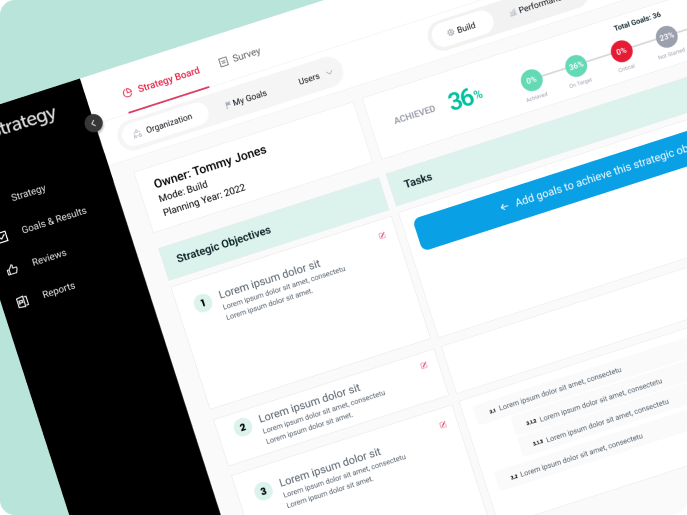 Strategy
Strategy
Goals & Results
Reviews
Reports
Strategy Board
Survey
Organization
My Goals
Users
Build
Owner: Tommy Jones
Mode: Build
Planning Year: 2022
ACHIEVED
36%
Total Goals: 36
0%
36%
0%
23%
Achieved
On Target
Critical
Not Started
Strategic Objectives
Tasks
Add goals to achieve this strategic
1
Lorem ipsum dolor sit
Lorem ipsum dolor sit amet, consectetu
Lorem ipsum dolor sit amet.
2
Lorem ipsum dolor sit
Lorem ipsum dolor sit amet, consectetu
Lorem ipsum dolor sit amet.
3
Lorem ipsum dolor sit
Lorem ipsum dolor sit amet, consectetu
Lorem ipsum dolor sit amet.
3.1 Lorem ipsum dolor sit amet, consectetu
3.1.2 Lorem ipsum dolor sit amet, consectetu
3.1.3 Lorem ipsum dolor sit amet, consectetu
3.2 Lorem ipsum dolor sit amet, consectetu